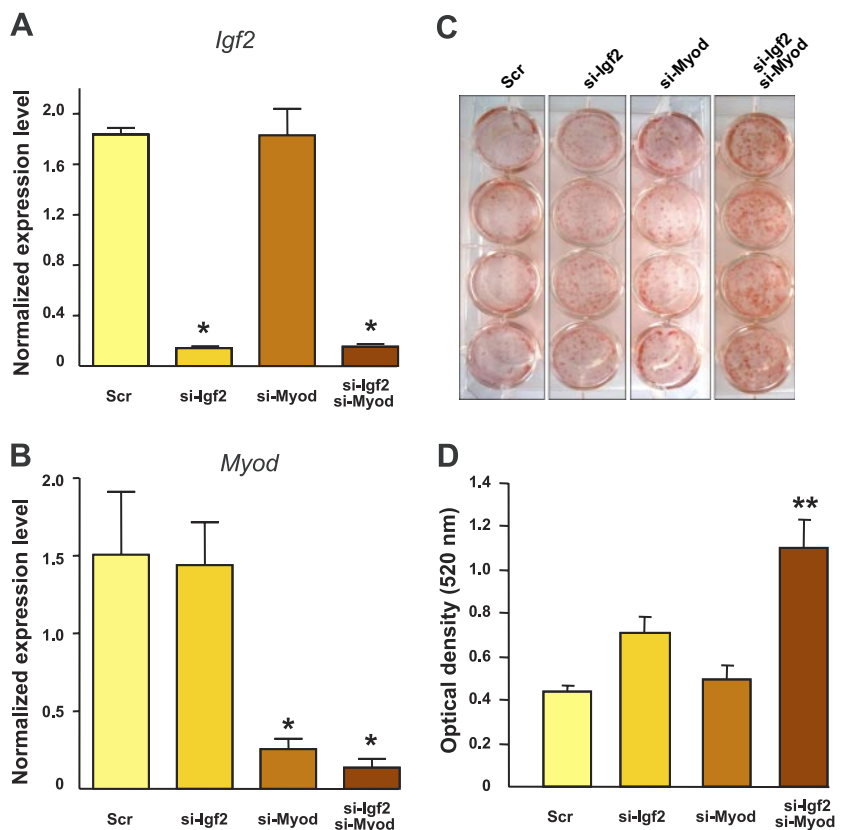 A
Igf2
Normalized expression level
2.0
1.6
1.2
0.8
0.4
0
*
*
Scr
si-Igf2
si-Myod
si-Igf2
si-Myod
B
Myod
Normalized expression level
2.0
1.5
1.0
0.5
0
*
*
Scr
si-Igf2
si-Myod
si-Igf2
si-Myod
C
Scr
si-Igf2
si-Myod
si-Igf2
si-Myod
D
Optical density (520 nm)
1.4
1.2
1.0
0.8
0.6
0.4
0.2
0
**
Scr
si-Igf2
si-Myod
si-Igf2
si-Myod